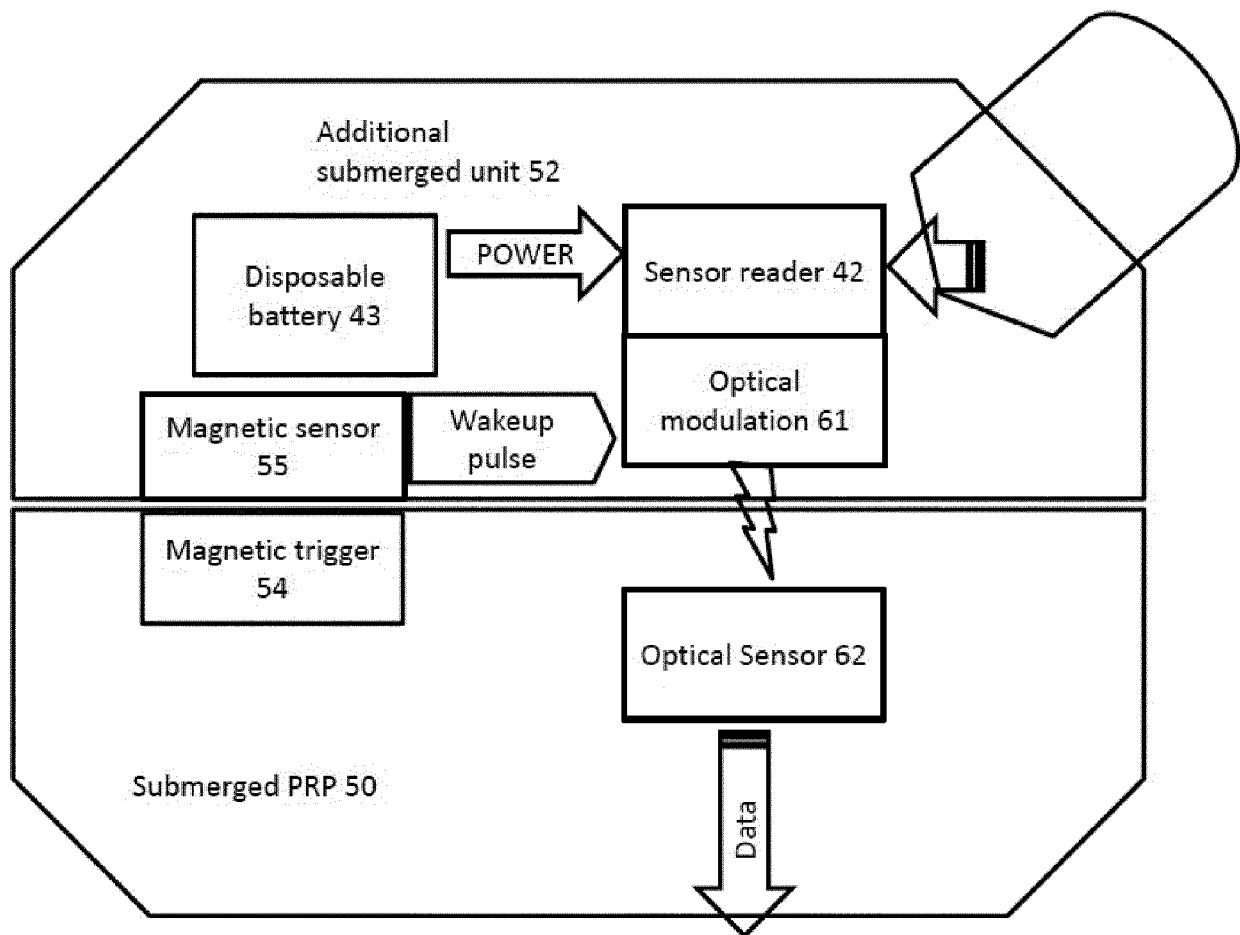 Additional
submerged unit 52
Disposable
battery 43
POWER
Sensor reader 42
Optical
modulation 61
Magnetic sensor
55
Wakeup
pulse
Magnetic trigger
54
Optical Sensor 62
Submerged PRP 50
Data